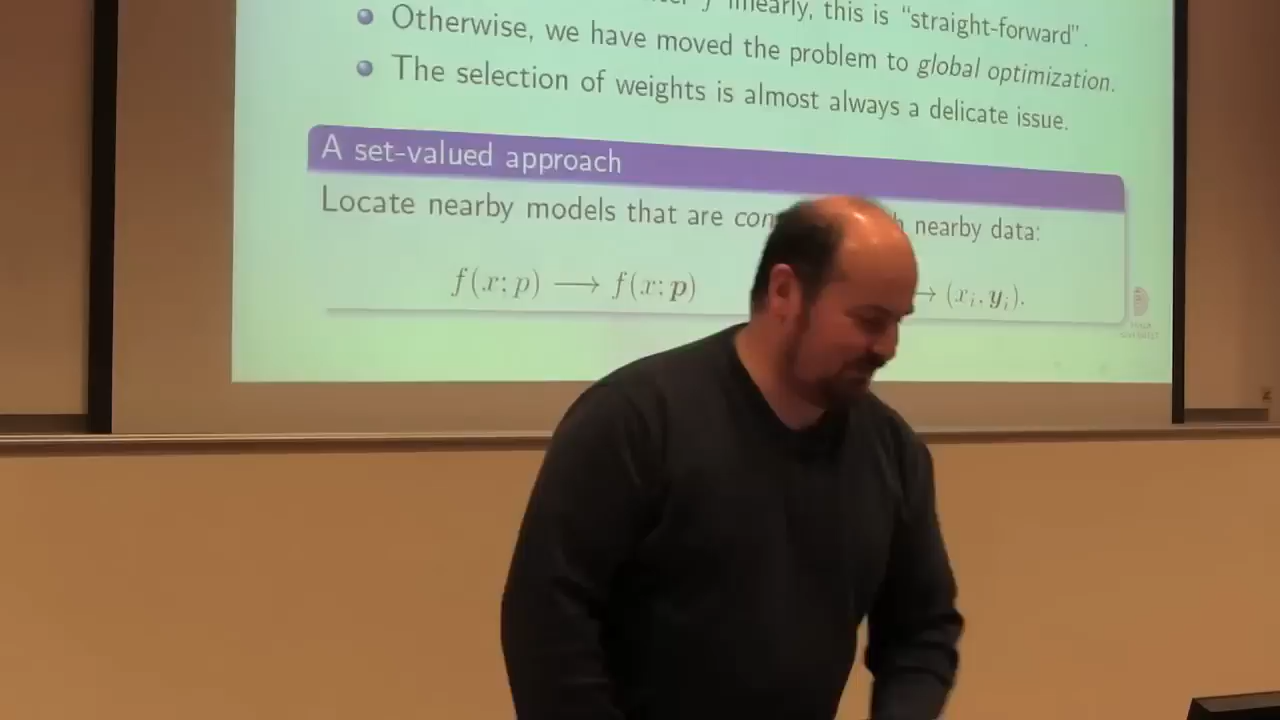 linearly, this is “straight-forward”.
Otherwise, we have moved the problem to global optimization.
The selection of weights is almost always a delicate issue.
A set-valued approach
Locate nearby models that are nearby data:
f(x; p) ⟶ f(x; p) → (xᵢ, yᵢ).